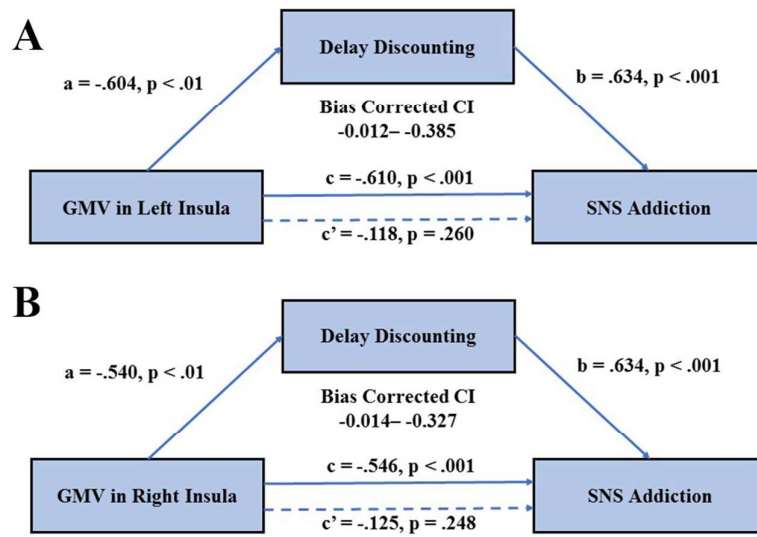 A
Delay Discounting
a = -.604, p < .01
b = .634, p < .001
Bias Corrected CI
-0.012– -0.385
c = -.610, p < .001
GMV in Left Insula
SNS Addiction
c’ = -.118, p = .260
B
Delay Discounting
a = -.540, p < .01
b = .634, p < .001
Bias Corrected CI
-0.014– -0.327
c = -.546, p < .001
GMV in Right Insula
SNS Addiction
c’ = -.125, p = .248